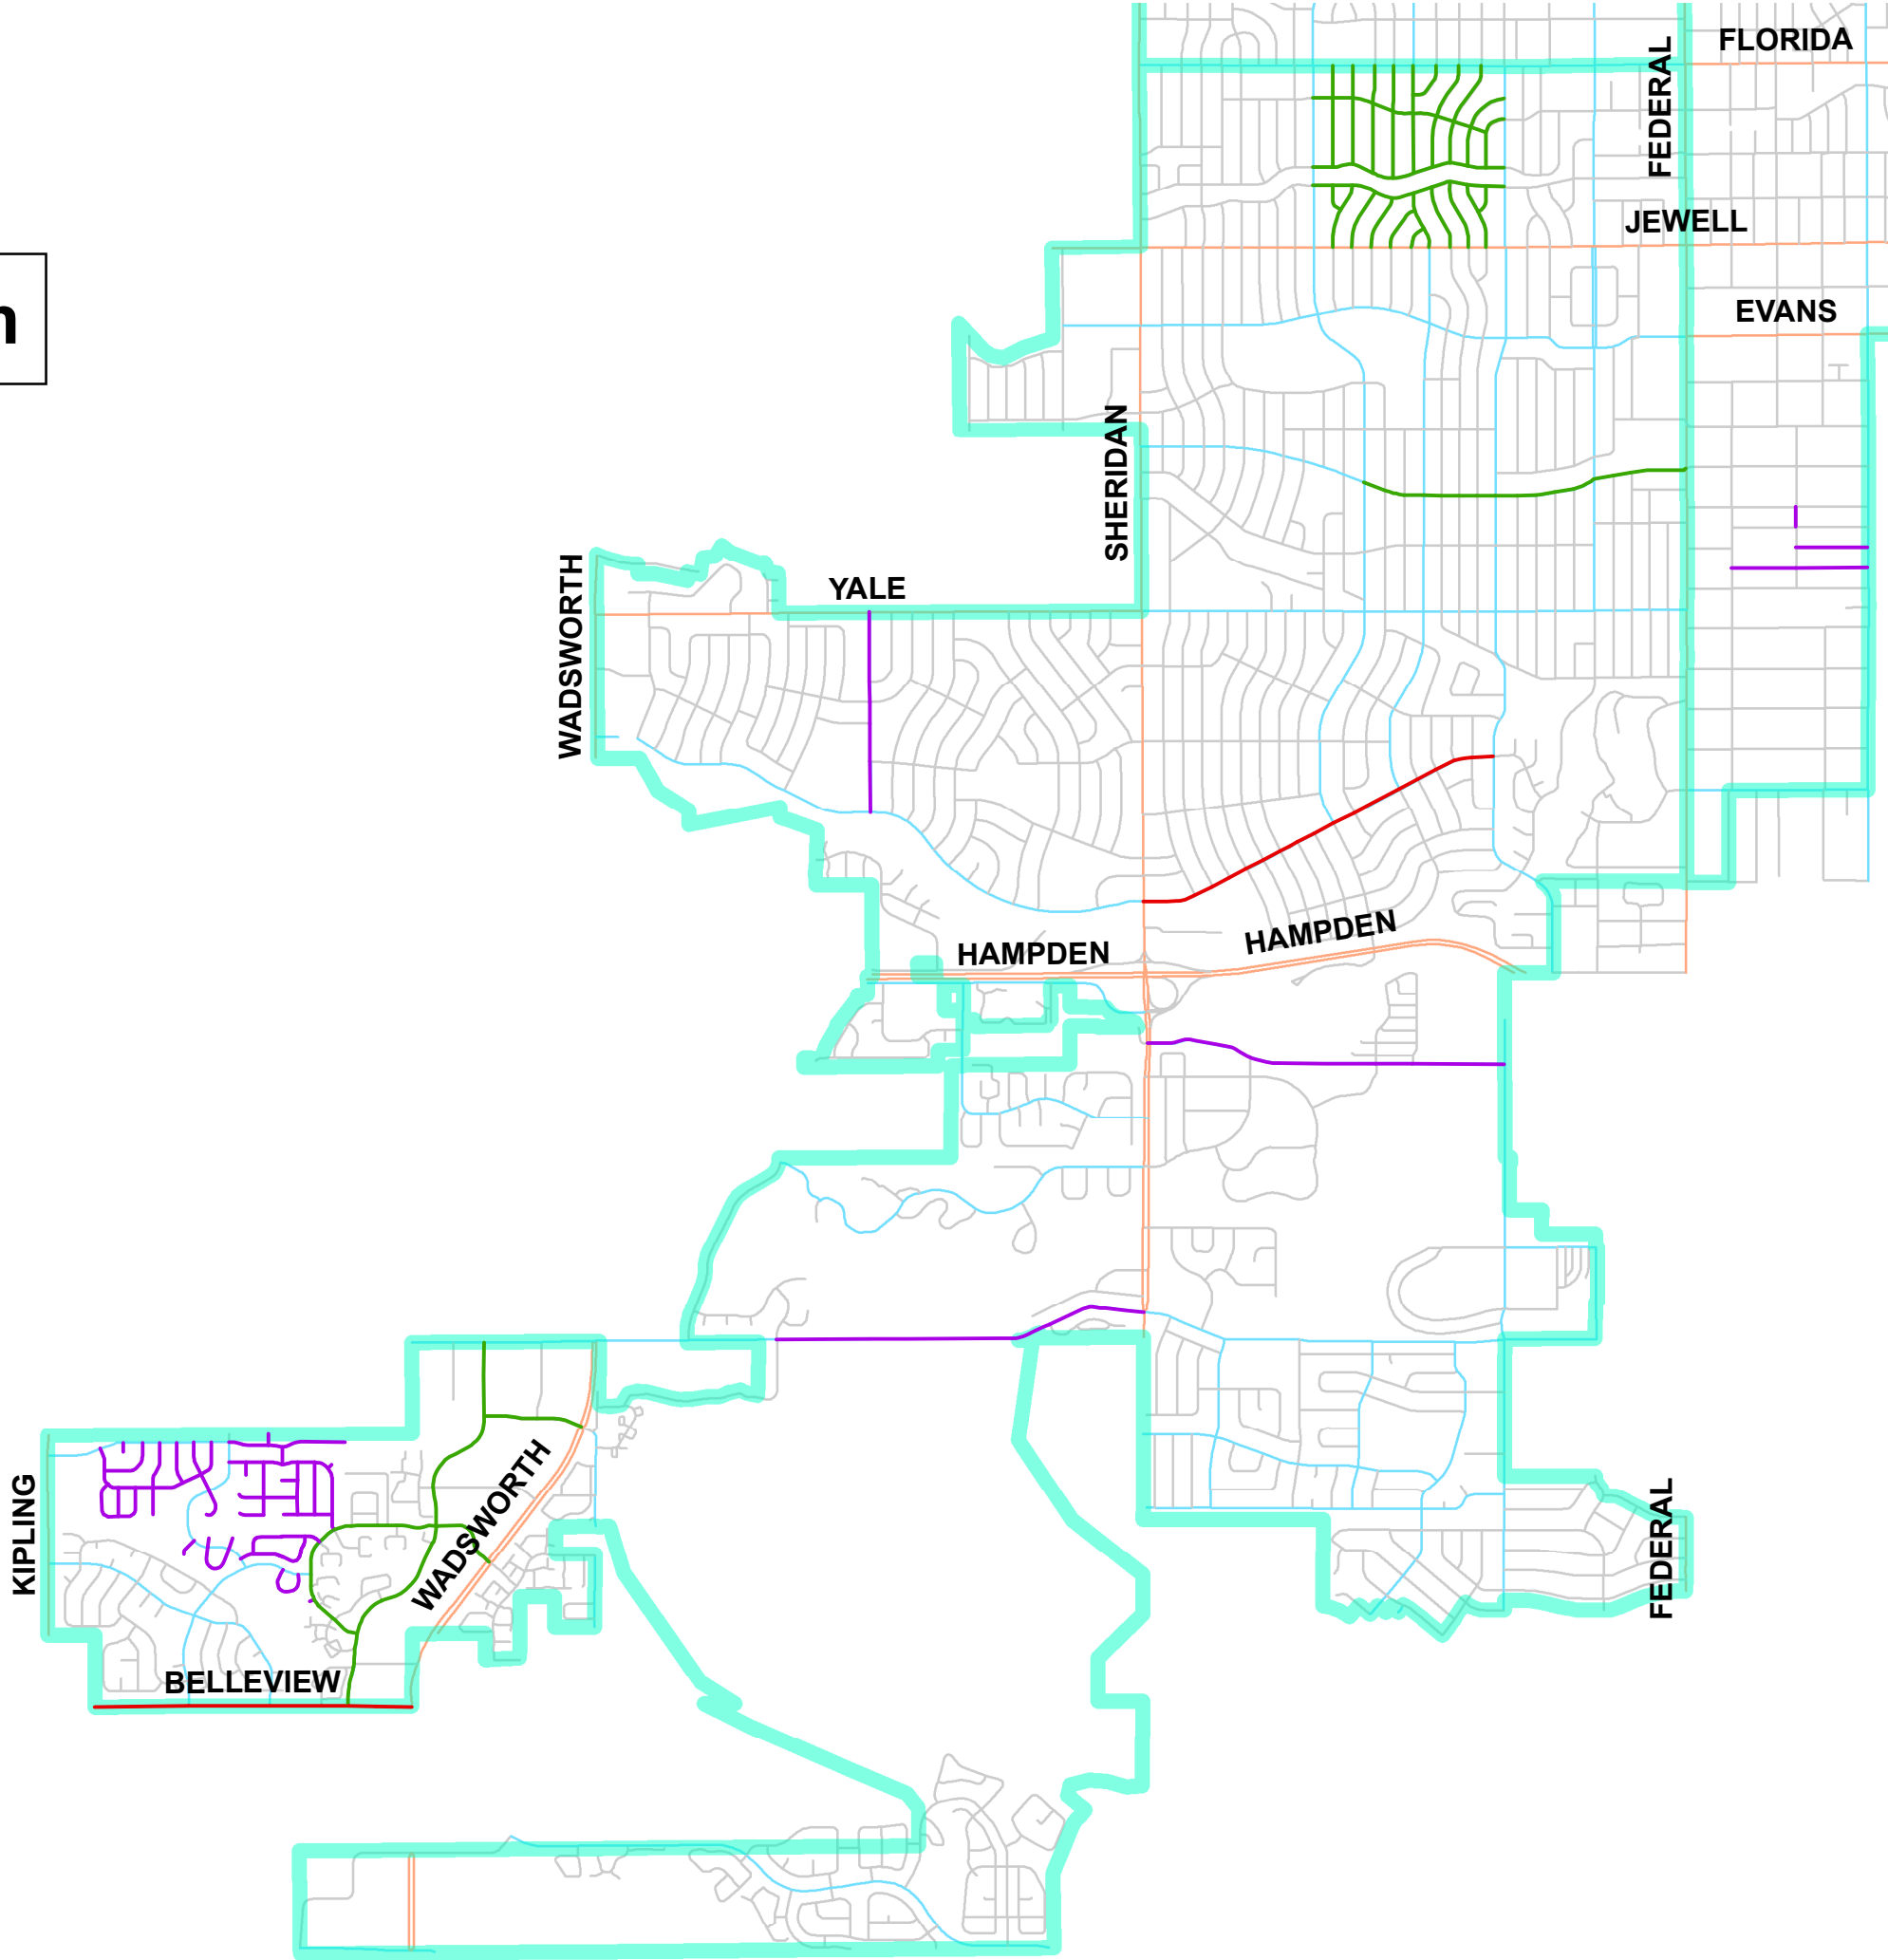 FLORIDA
FEDERAL
JEWELL
EVANS
SHERIDAN
YALE
WADSWORTH
HAMPDEN
HAMPDEN
WADSWORTH
KIPLING
FEDERAL
BELLEVIEW